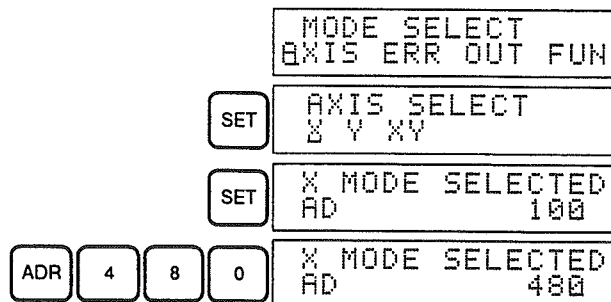 MODE SELECT
AXIS ERR OUT FUN
SET
AXIS SELECT
X Y XY
SET
X MODE SELECTED
AD 100
ADR 4 8 0
X MODE SELECTED
AD 480